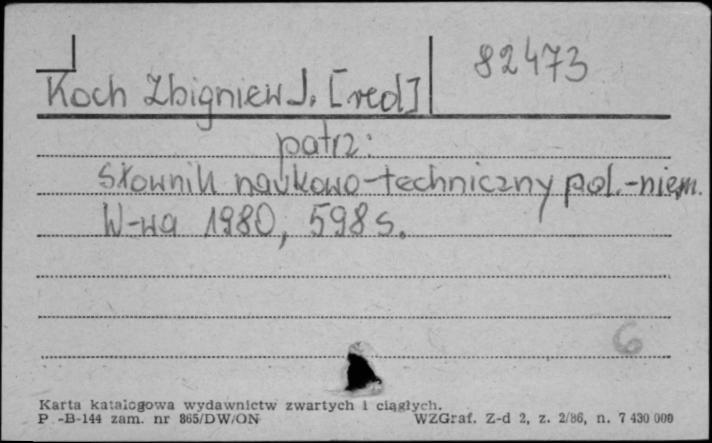 Koch Zbigniew J. [red] 82473
patrz:
Słownik naukowo-techniczny pol.-niem.
W-wa 1980, 598 s.
6
Karta katalogowa wydawnictw zwartych i ciągłych.
P -B-144 zam. nr 865/DW/ON WZGraf. Z-d 2, z. 2/86, n. 7 430 000